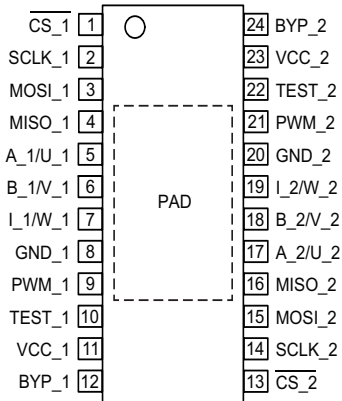 CS_1 1 24 BYP_2
SCLK_1 2 23 VCC_2
MOSI_1 3 22 TEST_2
MISO_1 4 21 PWM_2
A_1/U_1 5 20 GND_2
B_1/V_1 6 19 I_2/W_2
PAD
I_1/W_1 7 18 B_2/V_2
GND_1 8 17 A_2/U_2
PWM_1 9 16 MISO_2
TEST_1 10 15 MOSI_2
VCC_1 11 14 SCLK_2
BYP_1 12 13 CS_2